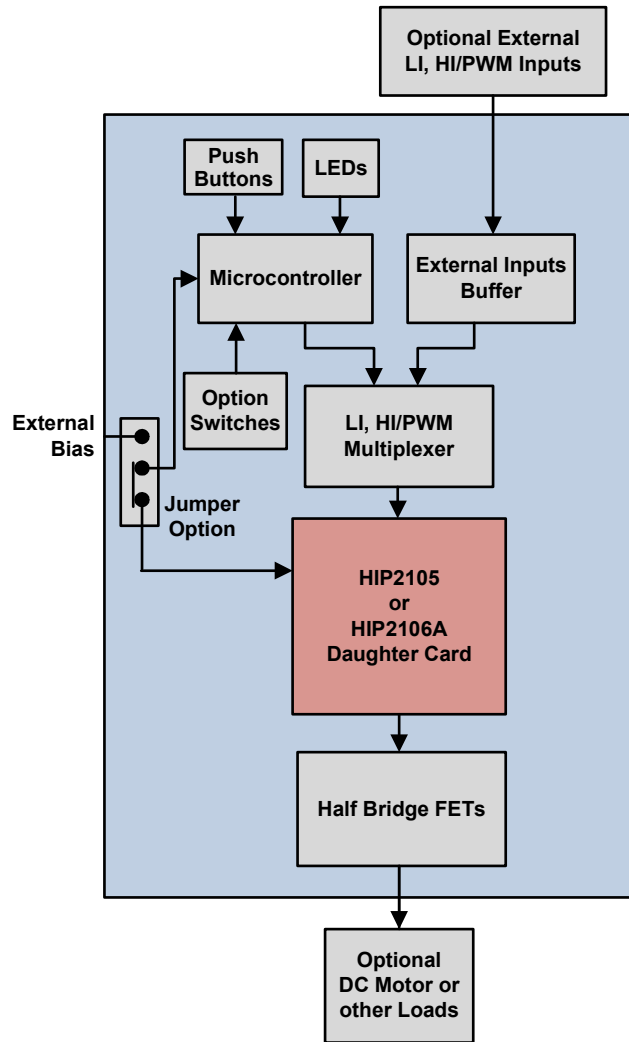 Optional External
LI, HI/PWM Inputs
Push
Buttons
LEDs
Microcontroller
External Inputs
Buffer
Option
Switches
LI, HI/PWM
Multiplexer
External
Bias
Jumper
Option
HIP2105
or
HIP2106A
Daughter Card
Half Bridge FETs
Optional
DC Motor or
other Loads